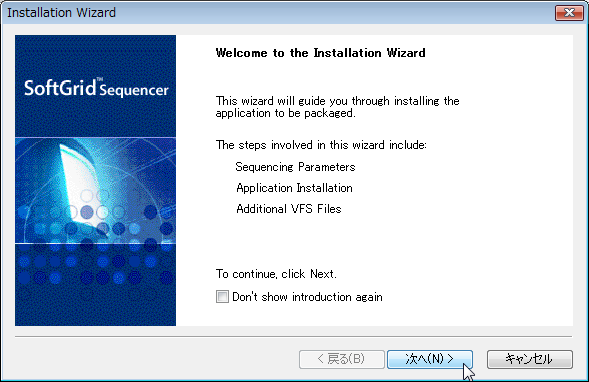 Installation Wizard
SoftGrid™ Sequencer
Welcome to the Installation Wizard
This wizard will guide you through installing the
application to be packaged.
The steps involved in this wizard include:
Sequencing Parameters
Application Installation
Additional VFS Files
To continue, click Next.
Don't show introduction again
< 戻る(B) 次へ(N) > キャンセル